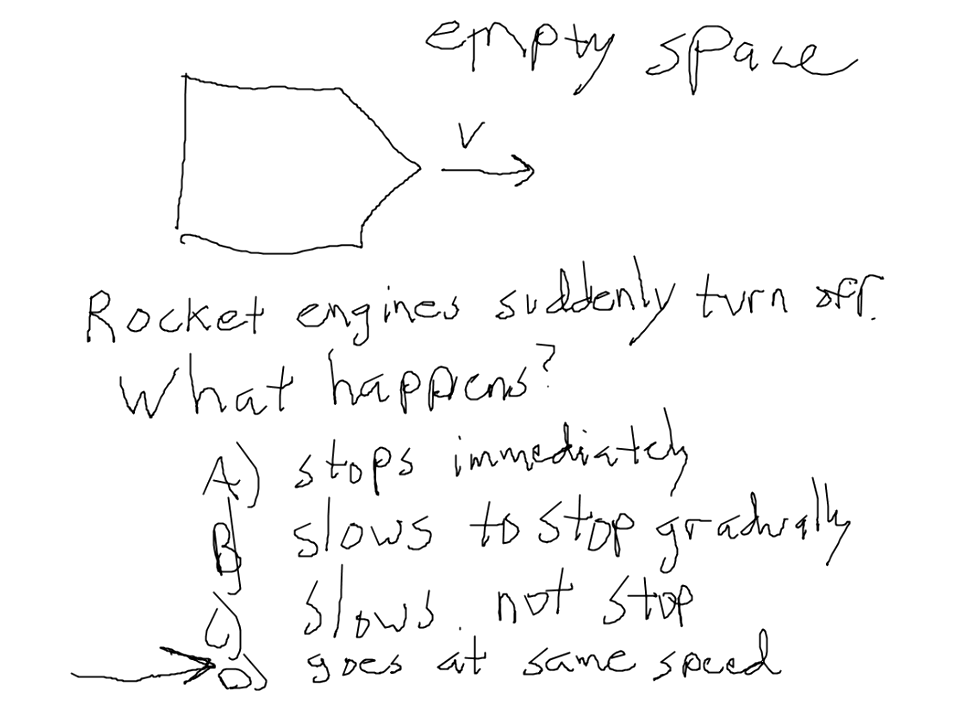 empty space
V
Rocket engines suddenly turn off.
What happens?
A) stops immediately
B) slows to stop gradually
C) slows. not stop
D) goes at same speed